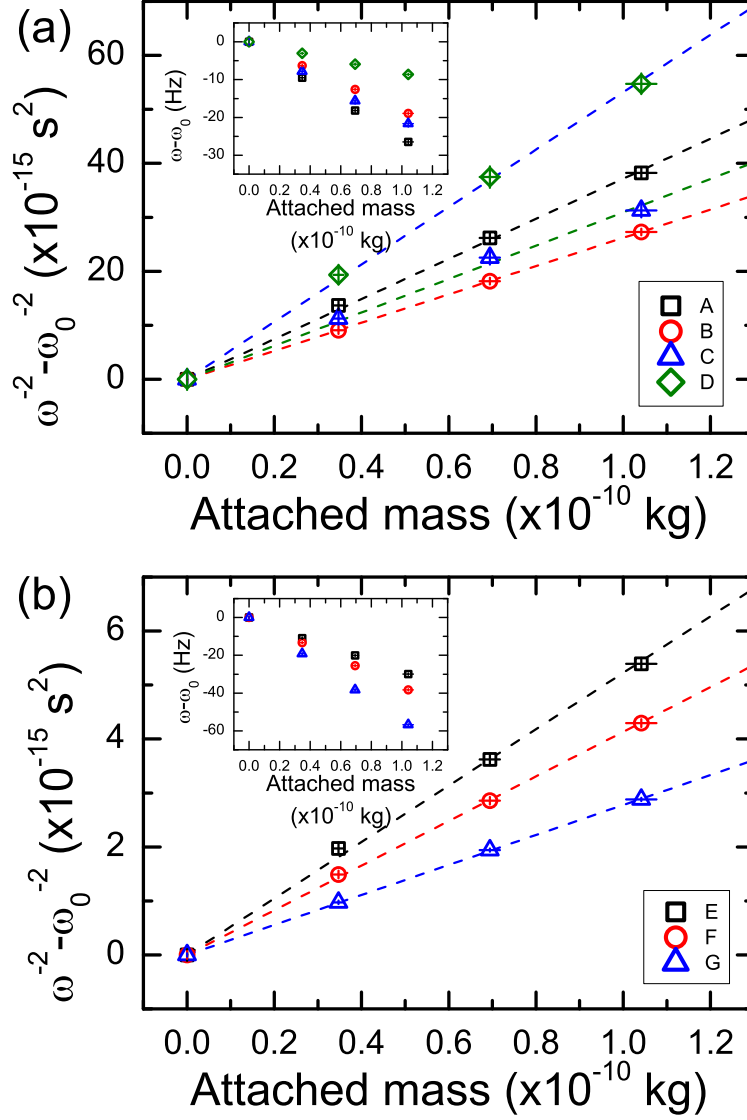 (a)
ω⁻²-ω₀⁻² (x10⁻¹⁵ s²)
60
40
20
0
0.0 0.2 0.4 0.6 0.8 1.0 1.2
Attached mass (x10⁻¹⁰ kg)
ω-ω₀ (Hz)
0
-10
-20
-30
0.0 0.2 0.4 0.6 0.8 1.0 1.2
Attached mass
(x10⁻¹⁰ kg)
A
B
C
D
(b)
ω⁻²-ω₀⁻² (x10⁻¹⁵ s²)
6
4
2
0
0.0 0.2 0.4 0.6 0.8 1.0 1.2
Attached mass (x10⁻¹⁰ kg)
ω-ω₀ (Hz)
0
-20
-40
-60
0.0 0.2 0.4 0.6 0.8 1.0 1.2
Attached mass
(x10⁻¹⁰ kg)
E
F
G